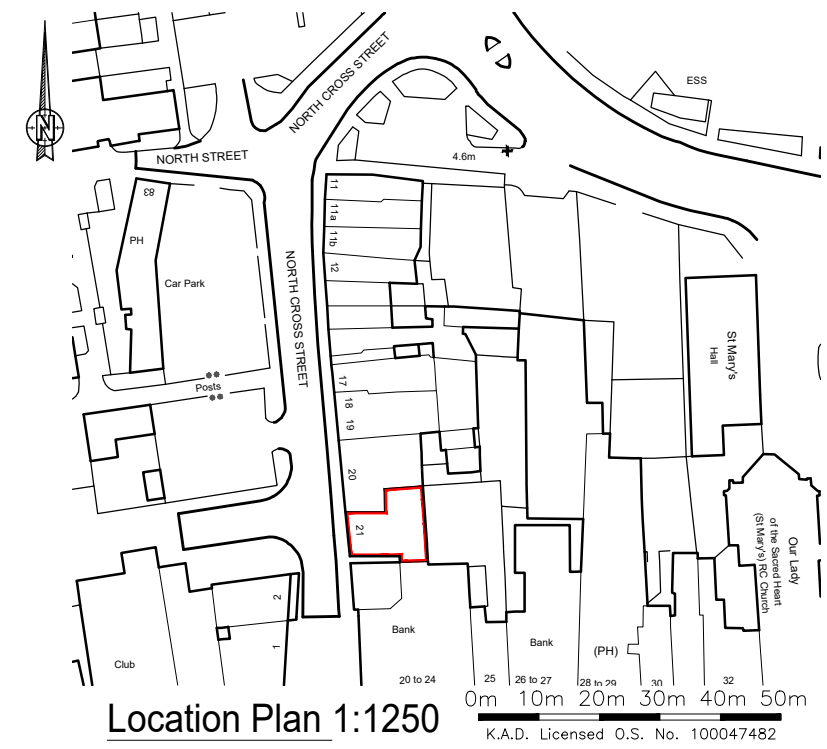 N
NORTH CROSS STREET
ESS
NORTH STREET
4.6m
83
PH
Car Park
NORTH CROSS STREET
11
11a
11b
12
17
18
19
20
21
Posts
St Mary's
Hall
Our Lady
of the Sacred Heart
(St Mary's) RC Church
2
1
Club
Bank
Bank
(PH)
20 to 24
25
26 to 27
28 to 29
30
32
Location Plan 1:1250
0m 10m 20m 30m 40m 50m
K.A.D. Licensed O.S. No. 100047482